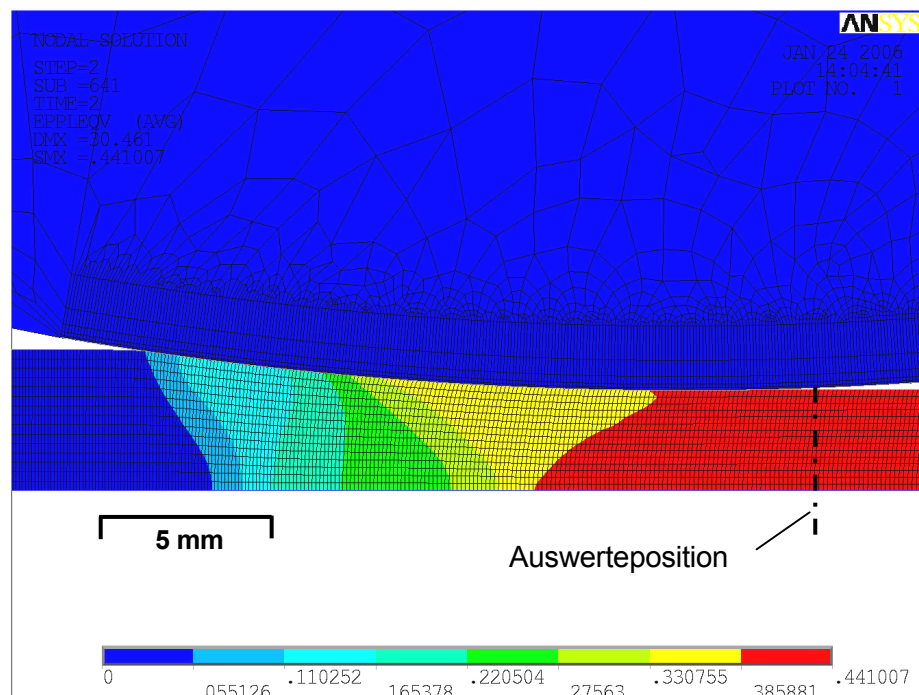 ANSYS
NODAL SOLUTION
STEP=2
SUB =641
TIME=2
EPPLEQV (AVG)
DMX =30.461
SMX =.441007
JAN 24 2006
14:04:41
PLOT NO. 1
5 mm
Auswerteposition
0 .110252 .220504 .330755 .441007
055126 165378 27563 385881